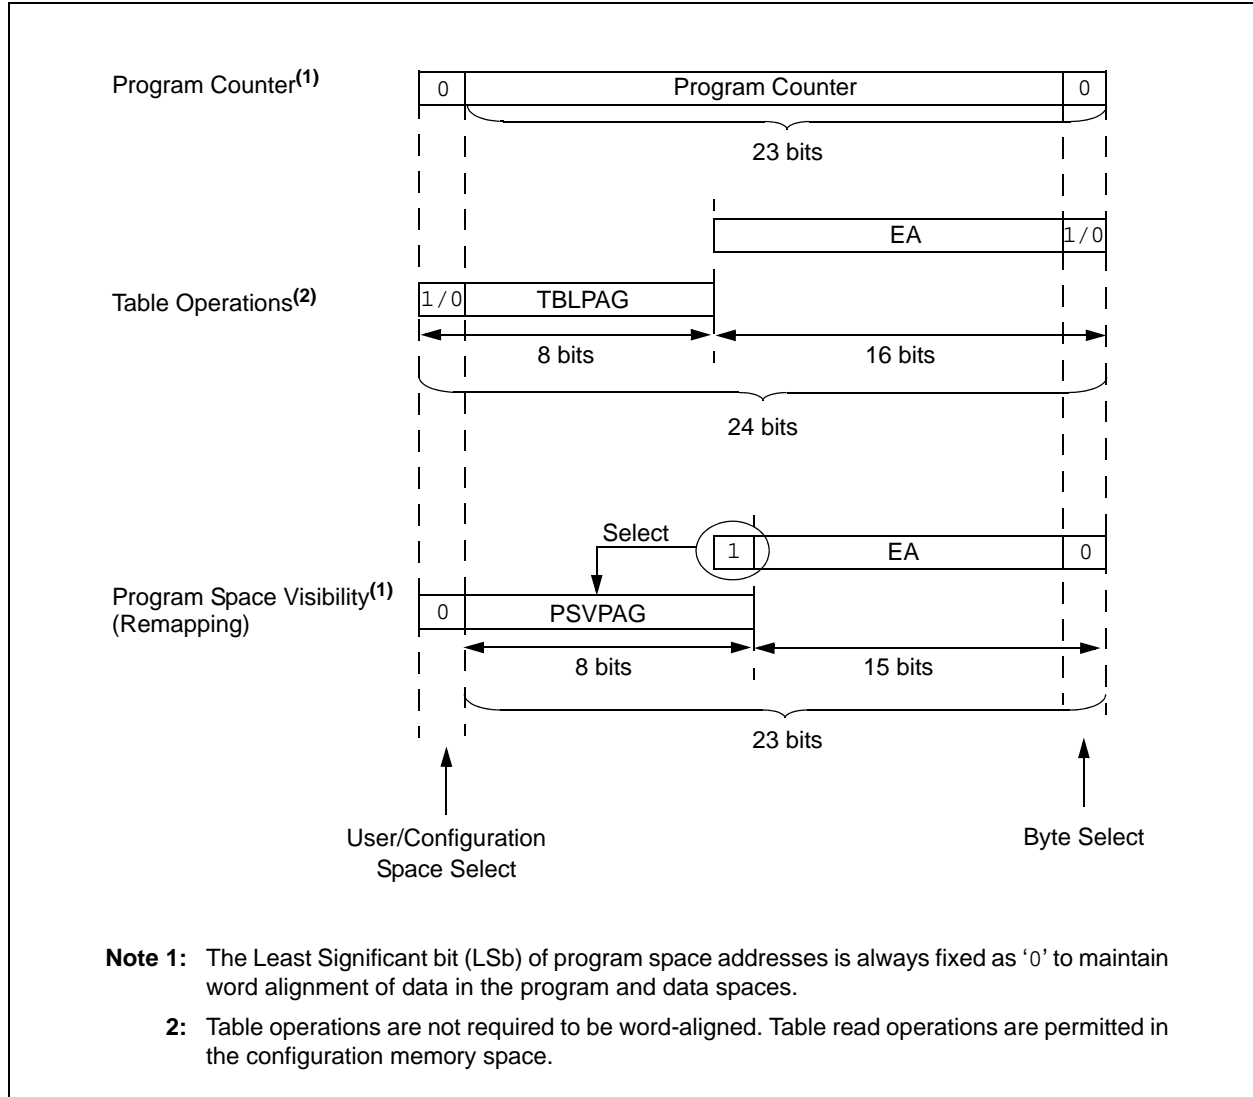 Program Counter(1)
0
Program Counter
0
23 bits
EA
1/0
Table Operations(2)
1/0
TBLPAG
8 bits
16 bits
24 bits
Select
1
EA
0
Program Space Visibility(1)
(Remapping)
0
PSVPAG
8 bits
15 bits
23 bits
User/Configuration
Space Select
Byte Select
Note 1: The Least Significant bit (LSb) of program space addresses is always fixed as ‘0’ to maintain
word alignment of data in the program and data spaces.
2: Table operations are not required to be word-aligned. Table read operations are permitted in
the configuration memory space.